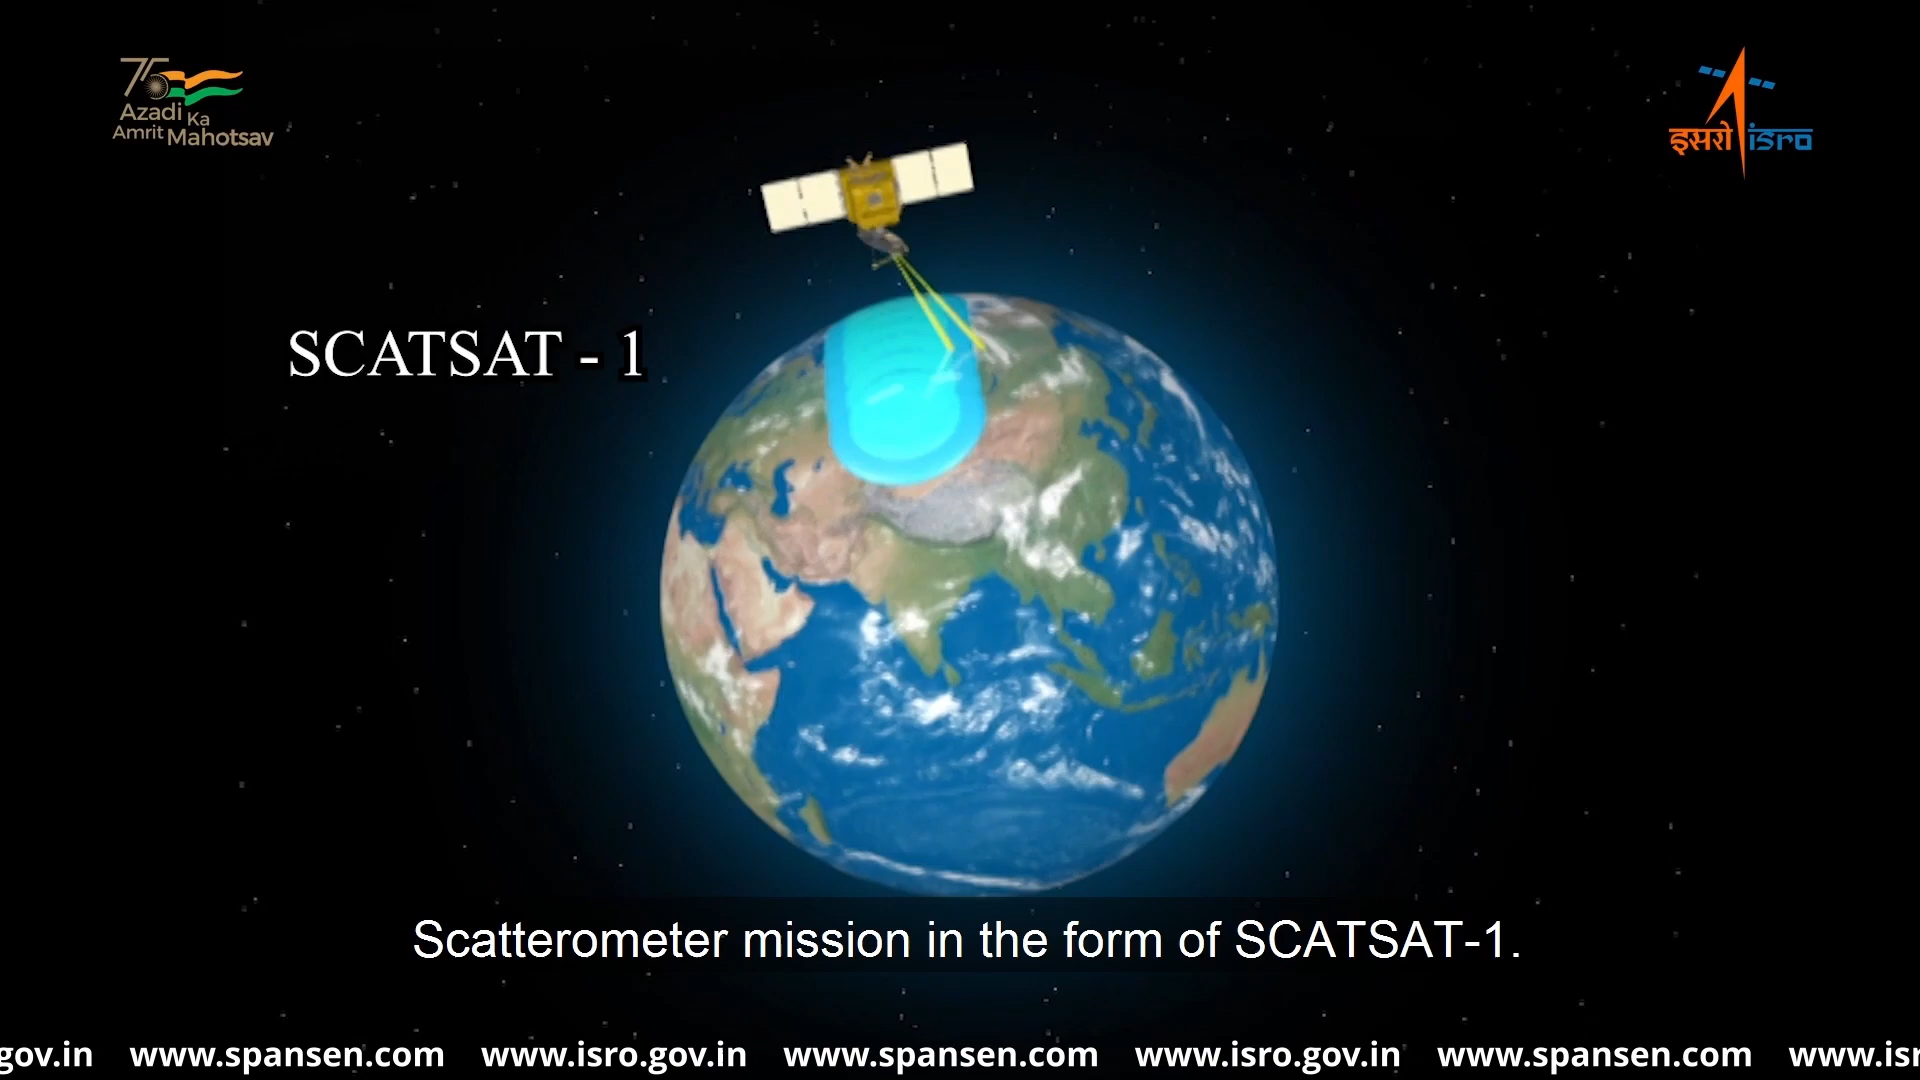 75
Azadi Ka
Amrit Mahotsav
इसरो isro
SCATSAT - 1
Scatterometer mission in the form of SCATSAT-1.
gov.in www.spansen.com www.isro.gov.in www.spansen.com www.isro.gov.in www.spansen.com www.isr